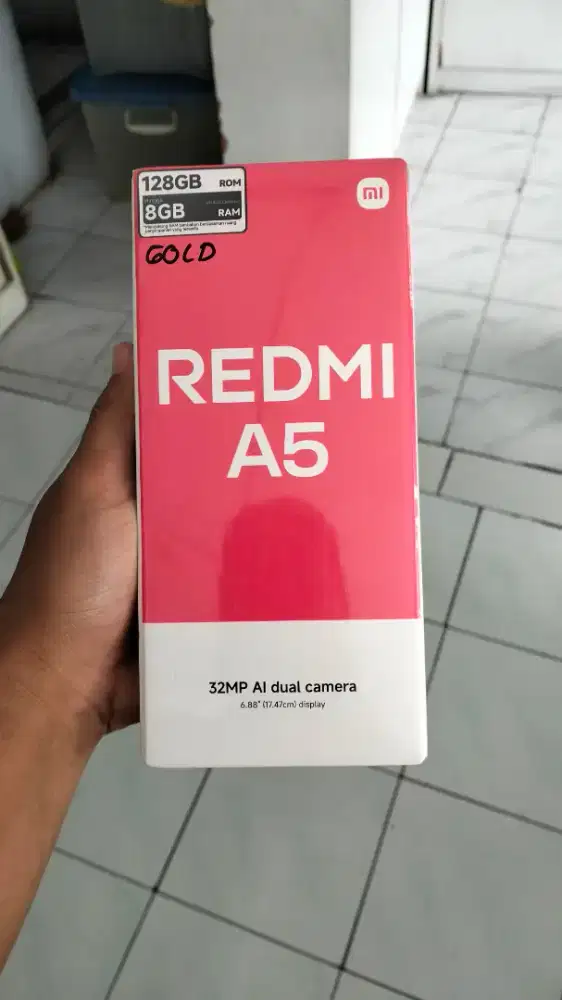 128GB ROM
8GB RAM
mi
GOLD
REDMI
A5
32MP AI dual camera
6.88" (17.47cm) display